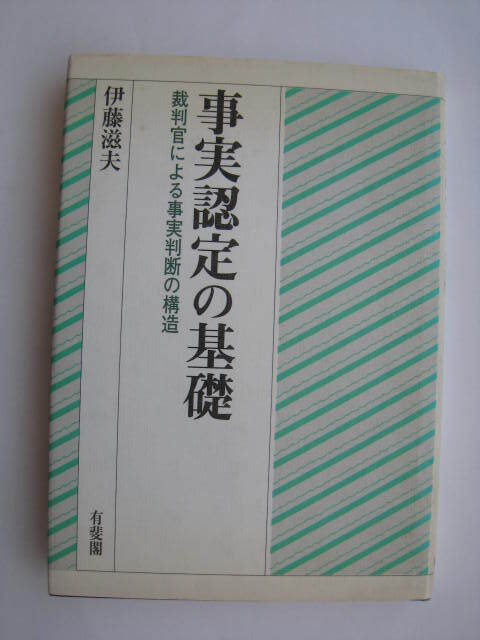 事実認定の基礎
裁判官による事実判断の構造
伊藤滋夫
有斐閣